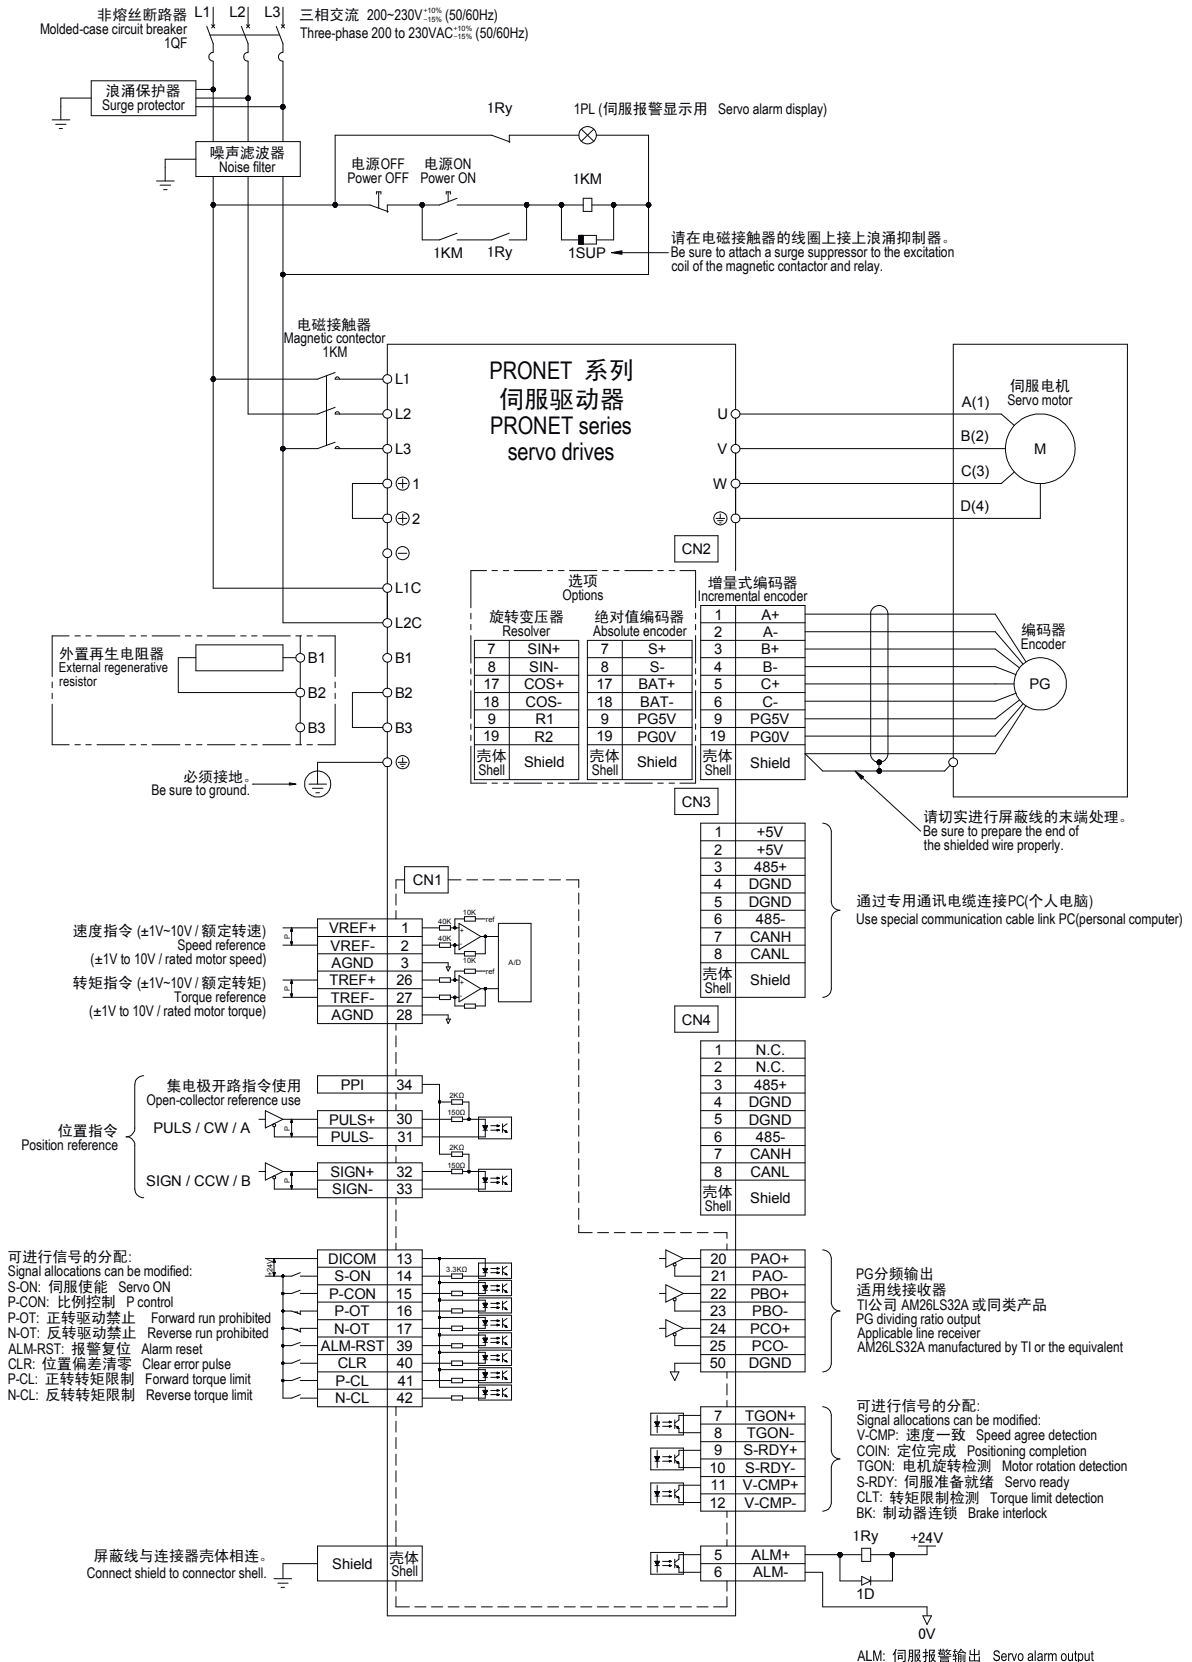 非熔丝断路器
Molded-case circuit breaker
1QF
L1 L2 L3
三相交流 200~230V +10% -15% (50/60Hz)
Three-phase 200 to 230VAC +10% -15% (50/60Hz)
浪涌保护器
Surge protector
噪声滤波器
Noise filter
1Ry
1PL (伺服报警显示用 Servo alarm display)
电源OFF
Power OFF
电源ON
Power ON
1KM
1KM
1Ry
1SUP
请在电磁接触器的线圈上接上浪涌抑制器。
Be sure to attach a surge suppressor to the excitation
coil of the magnetic contactor and relay.
电磁接触器
Magnetic contector
1KM
PRONET 系列
伺服驱动器
PRONET series
servo drives
L1
L2
L3
1
2
L1C
L2C
B1
B2
B3
U
V
W
A(1)
B(2)
C(3)
D(4)
伺服电机
Servo motor
M
外置再生电阻器
External regenerative
resistor
B1
B2
B3
必须接地。
Be sure to ground.
CN2
选项
Options
旋转变压器
Resolver
7 SIN+
8 SIN-
17 COS+
18 COS-
9 R1
19 R2
壳体
Shell
Shield
绝对值编码器
Absolute encoder
7 S+
8 S-
17 BAT+
18 BAT-
9 PG5V
19 PG0V
壳体
Shell
Shield
增量式编码器
Incremental encoder
1 A+
2 A-
3 B+
4 B-
5 C+
6 C-
9 PG5V
19 PG0V
壳体
Shell
Shield
编码器
Encoder
PG
请切实进行屏蔽线的末端处理。
Be sure to prepare the end of
the shielded wire properly.
CN3
1 +5V
2 +5V
3 485+
4 DGND
5 DGND
6 485-
7 CANH
8 CANL
壳体
Shell
Shield
通过专用通讯电缆连接PC(个人电脑)
Use special communication cable link PC(personal computer)
CN4
1 N.C.
2 N.C.
3 485+
4 DGND
5 DGND
6 485-
7 CANH
8 CANL
壳体
Shell
Shield
CN1
速度指令 (±1V~10V / 额定转速)
Speed reference
(±1V to 10V / rated motor speed)
转矩指令 (±1V~10V / 额定转矩)
Torque reference
(±1V to 10V / rated motor torque)
P
P
VREF+ 1
VREF- 2
AGND 3
TREF+ 26
TREF- 27
AGND 28
40K
40K
10K
10K
ref
+
-
ref
+
-
A/D
位置指令
Position reference
集电极开路指令使用
Open-collector reference use
PULS / CW / A
SIGN / CCW / B
P
P
PPI 34
PULS+ 30
PULS- 31
SIGN+ 32
SIGN- 33
2KΩ
150Ω
2KΩ
150Ω
可进行信号的分配:
Signal allocations can be modified:
S-ON: 伺服使能 Servo ON
P-CON: 比例控制 P control
P-OT: 正转驱动禁止 Forward run prohibited
N-OT: 反转驱动禁止 Reverse run prohibited
ALM-RST: 报警复位 Alarm reset
CLR: 位置偏差清零 Clear error pulse
P-CL: 正转转矩限制 Forward torque limit
N-CL: 反转转矩限制 Reverse torque limit
+24V
DICOM 13
S-ON 14
P-CON 15
P-OT 16
N-OT 17
ALM-RST 39
CLR 40
P-CL 41
N-CL 42
3.3KΩ
屏蔽线与连接器壳体相连。
Connect shield to connector shell.
Shield
壳体
Shell
20 PAO+
21 PAO-
22 PBO+
23 PBO-
24 PCO+
25 PCO-
50 DGND
PG分频输出
适用线接收器
TI公司 AM26LS32A 或同类产品
PG dividing ratio output
Applicable line receiver
AM26LS32A manufactured by TI or the equivalent
7 TGON+
8 TGON-
9 S-RDY+
10 S-RDY-
11 V-CMP+
12 V-CMP-
可进行信号的分配:
Signal allocations can be modified:
V-CMP: 速度一致 Speed agree detection
COIN: 定位完成 Positioning completion
TGON: 电机旋转检测 Motor rotation detection
S-RDY: 伺服准备就绪 Servo ready
CLT: 转矩限制检测 Torque limit detection
BK: 制动器连锁 Brake interlock
5 ALM+
6 ALM-
1Ry
+24V
1D
0V
ALM: 伺服报警输出 Servo alarm output